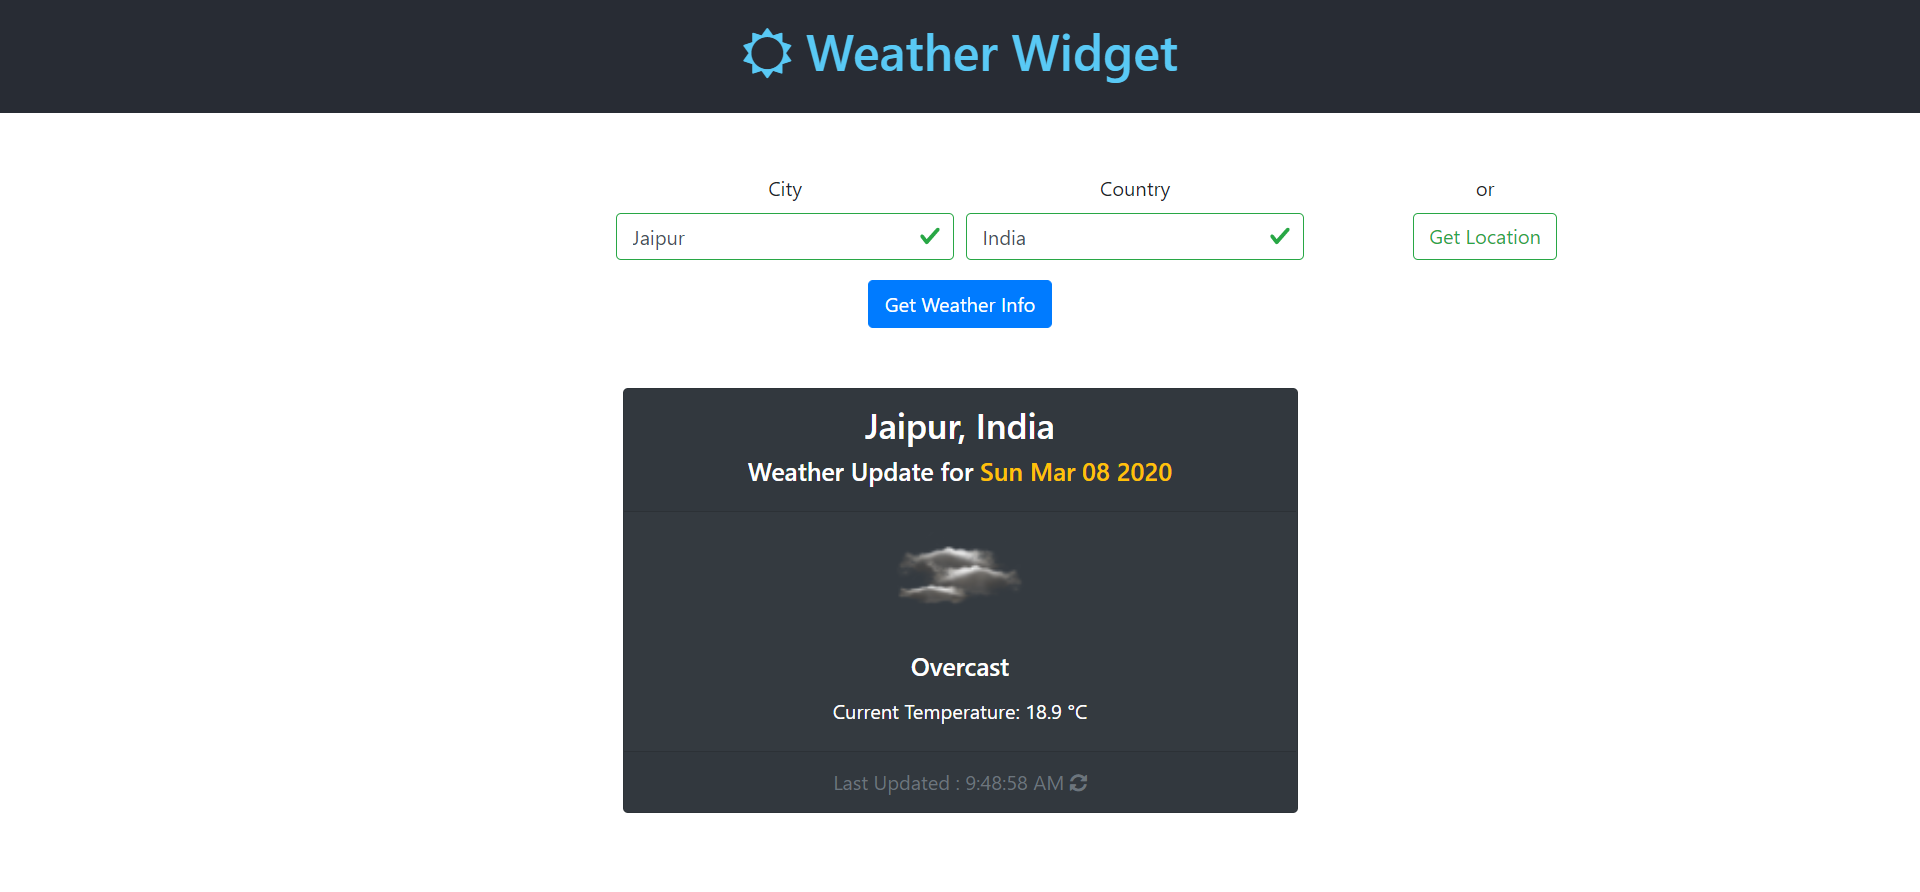 Weather Widget
City
Country
or
Jaipur
India
Get Location
Get Weather Info
Jaipur, India
Weather Update for Sun Mar 08 2020
Overcast
Current Temperature: 18.9 °C
Last Updated : 9:48:58 AM